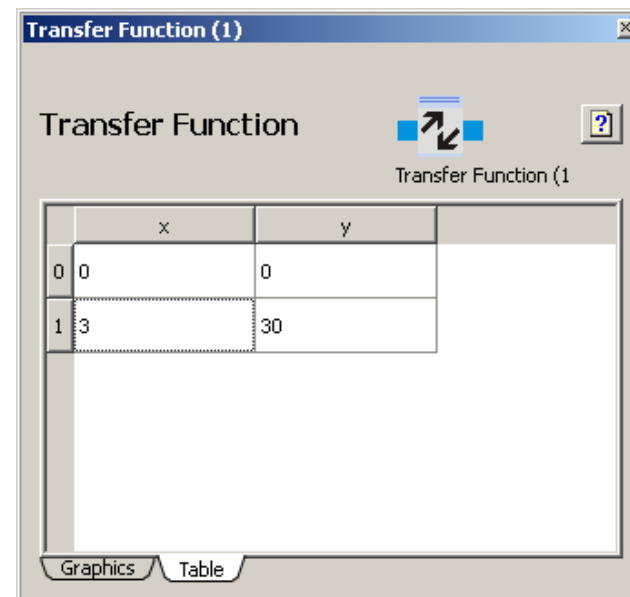 Transfer Function (1)
Transfer Function
Transfer Function (1
x y
0 0 0
1 3 30
Graphics Table